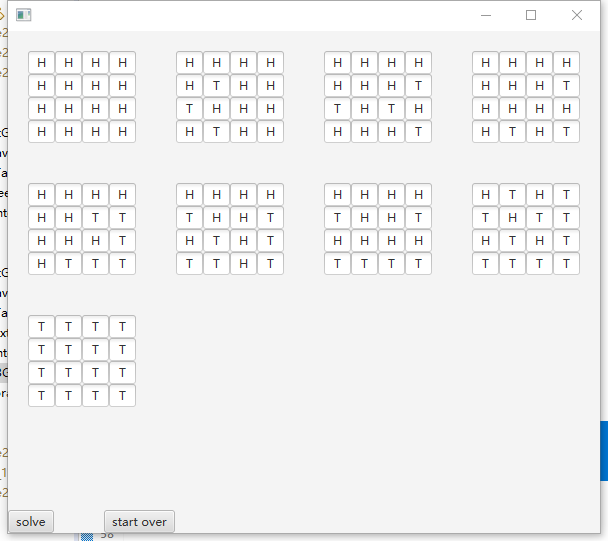 H H H H H H H H H H H H H H H H
H H H H H T H H H H H T H H H T
H H H H T H H H T H T H H H H H
H H H H H T H H H H H T H T H T
H H H H H H H H H H H H H T H T
H H T T T H H T T H H T T H T T
H H H T H T H T H H H H H T H T
H T T T T T H T T T T T T T T T
T T T T
T T T T
T T T T
T T T T
solve start over